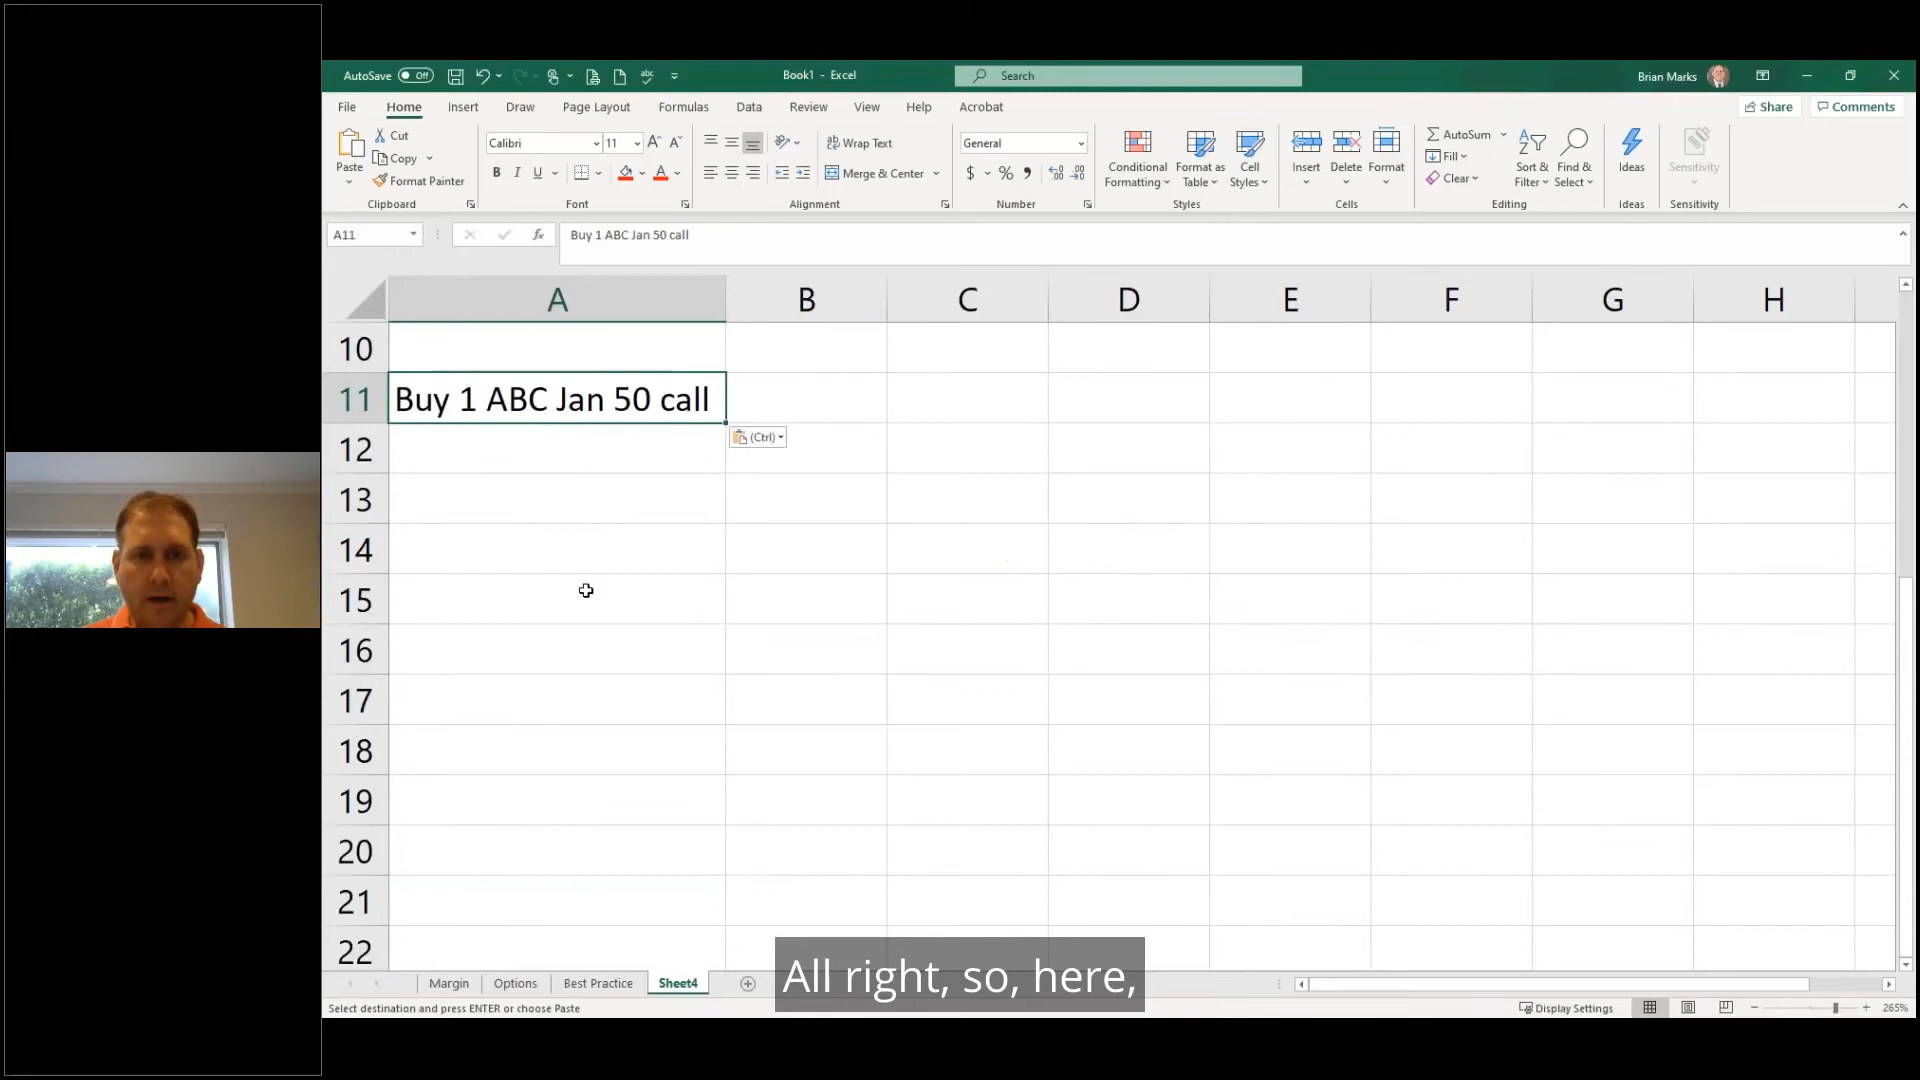 AutoSave Off Book1 - Excel Search Brian Marks
File Home Insert Draw Page Layout Formulas Data Review View Help Acrobat Share Comments
Paste
Cut
Copy
Format Painter
Clipboard
Calibri 11
B I U
Font
Wrap Text
Merge & Center
Alignment
General
$ % ,
Number
Conditional Formatting
Format as Table
Cell Styles
Styles
Insert
Delete
Format
Cells
AutoSum
Fill
Clear
Sort & Filter
Find & Select
Editing
Ideas
Ideas
Sensitivity
Sensitivity
A11 fx Buy 1 ABC Jan 50 call
A B C D E F G H
10
11 Buy 1 ABC Jan 50 call
(Ctrl)
12
13
14
15
16
17
18
19
20
21
22
All right, so, here,
Margin Options Best Practice Sheet4
Select destination and press ENTER or choose Paste Display Settings 265%